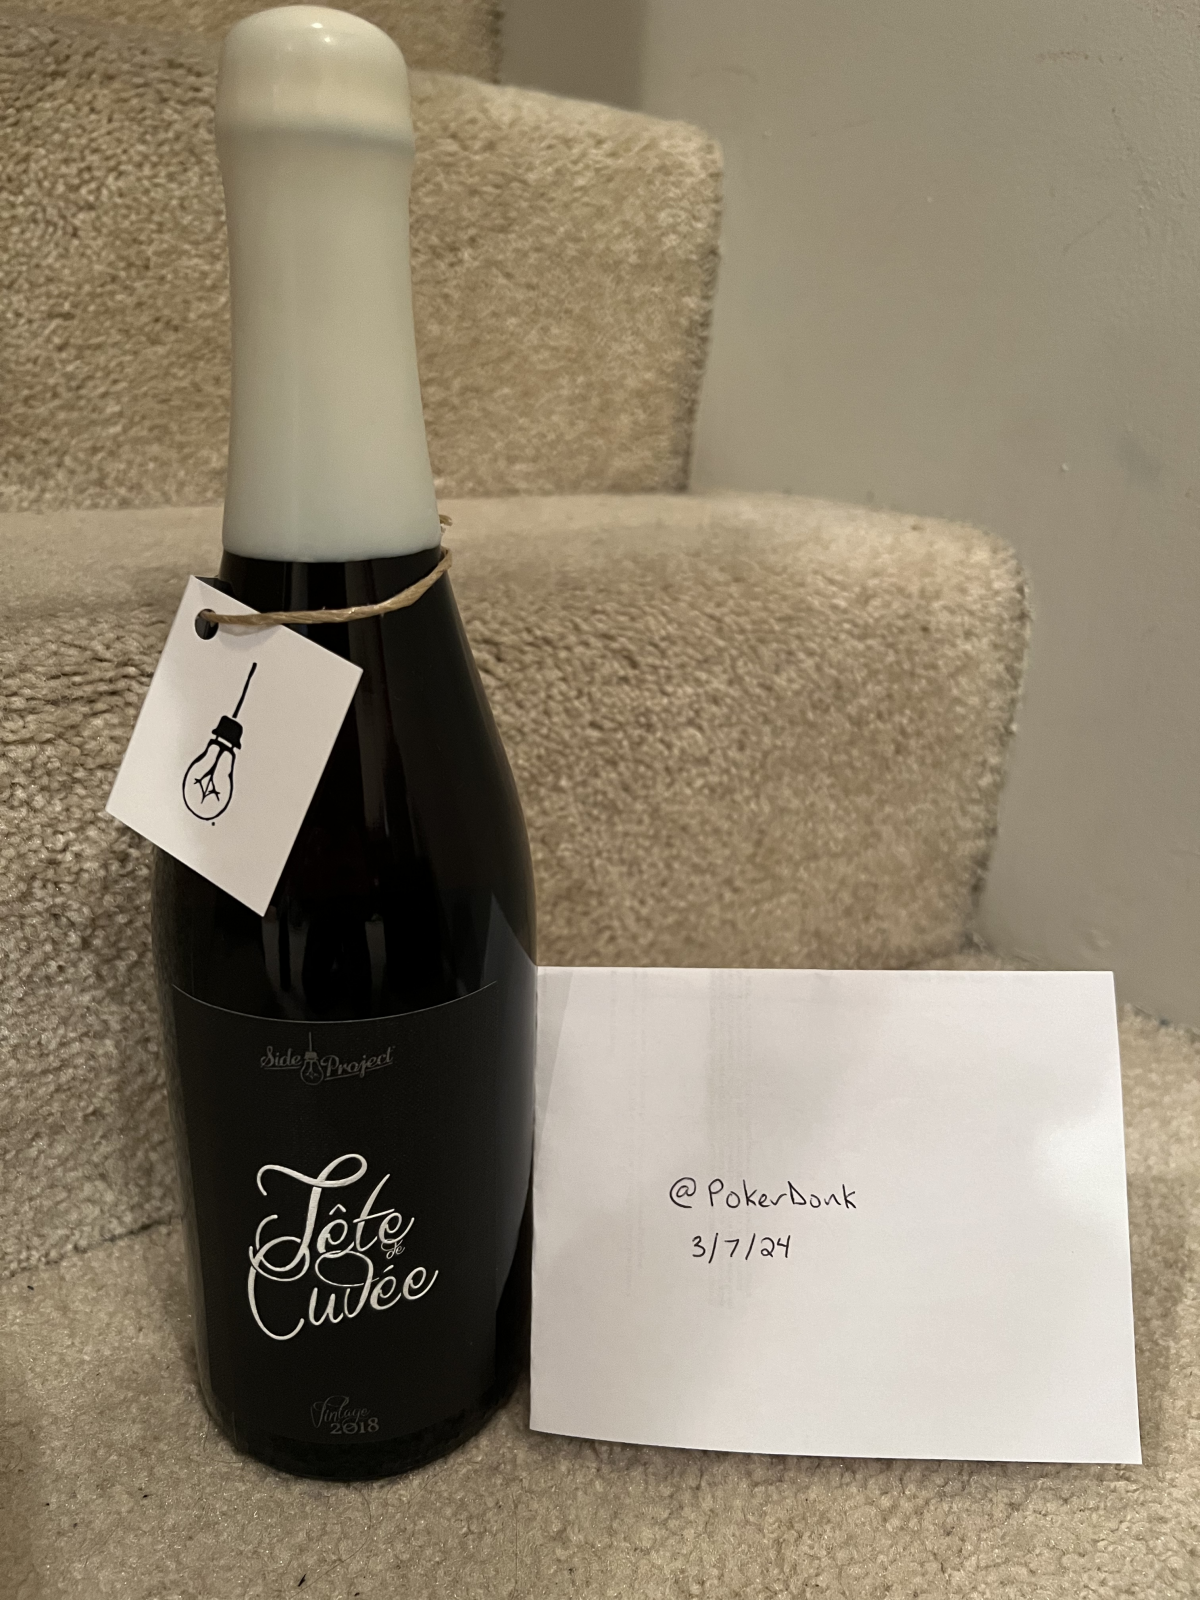 Side Project
Tête
de
Cuvée
Vintage
2018
@PokerDonk
3/7/24